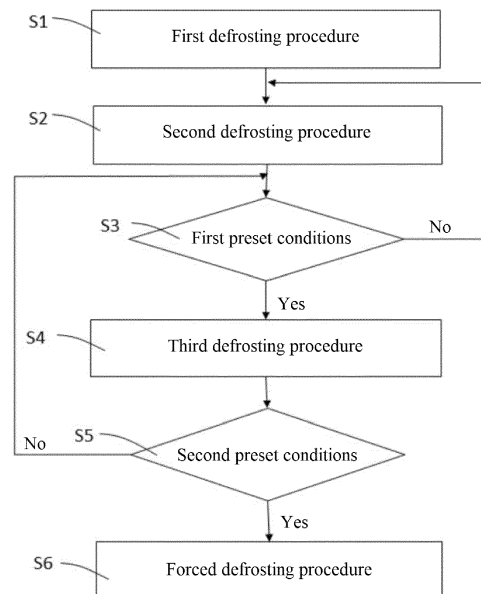 S1
First defrosting procedure
S2
Second defrosting procedure
S3
First preset conditions
No
Yes
S4
Third defrosting procedure
S5
No
Second preset conditions
Yes
S6
Forced defrosting procedure